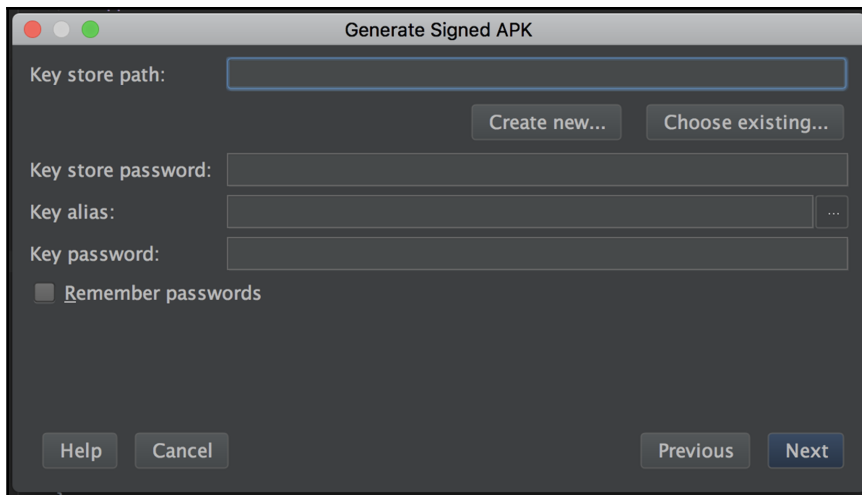 Generate Signed APK
Key store path:
Create new... Choose existing...
Key store password:
Key alias: ...
Key password:
Remember passwords
Help Cancel Previous Next